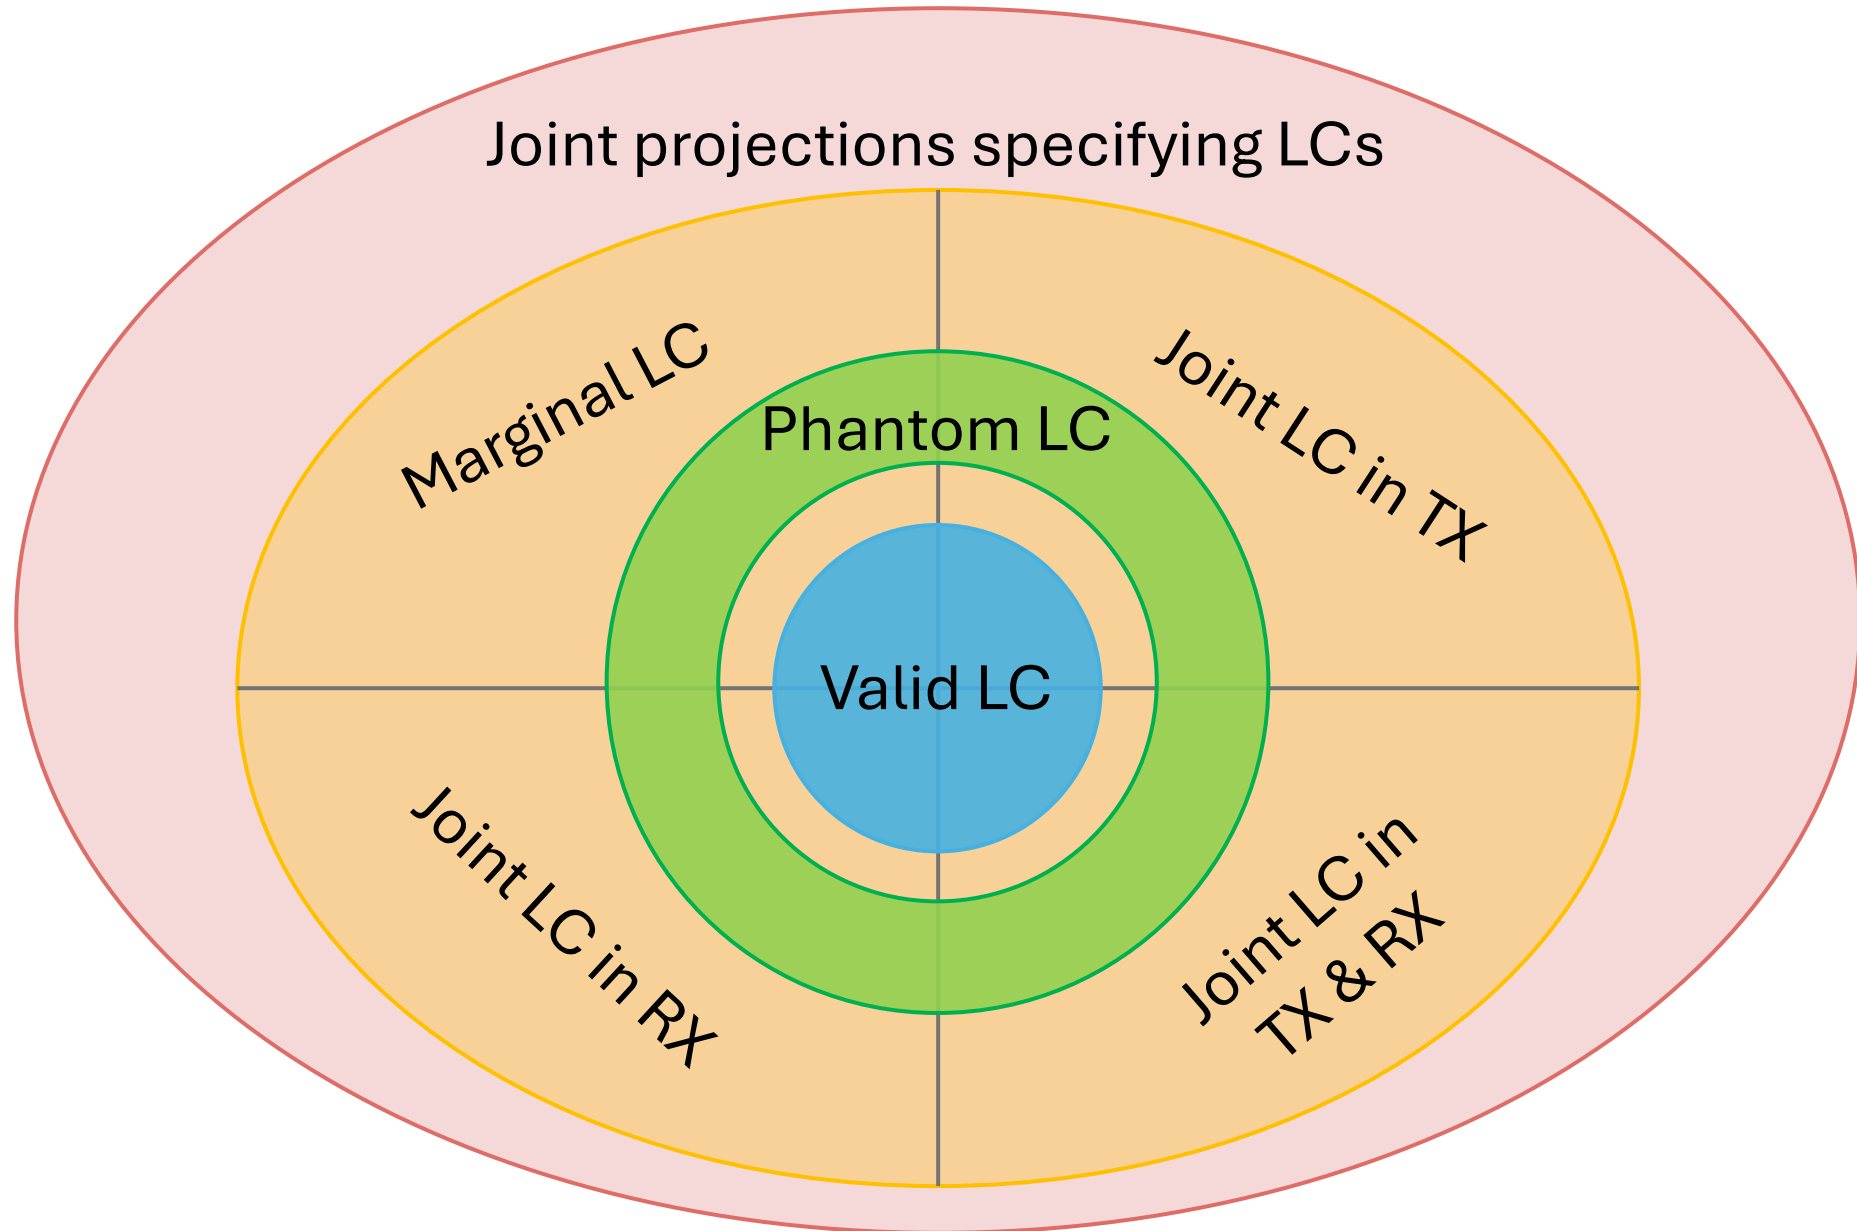 Joint projections specifying LCs
Marginal LC
Joint LC in TX
Phantom LC
Valid LC
Joint LC in RX
Joint LC in
TX & RX